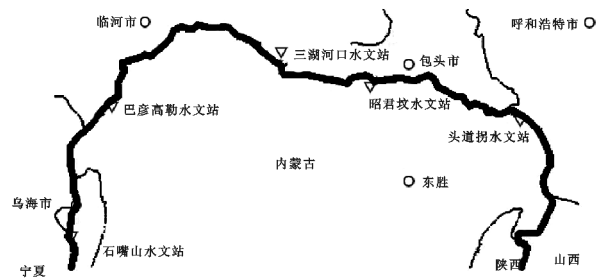 临河市
呼和浩特市
三湖河口水文站
包头市
巴彦高勒水文站
昭君坟水文站
头道拐水文站
内蒙古
东胜
乌海市
石嘴山水文站
宁夏
陕西
山西